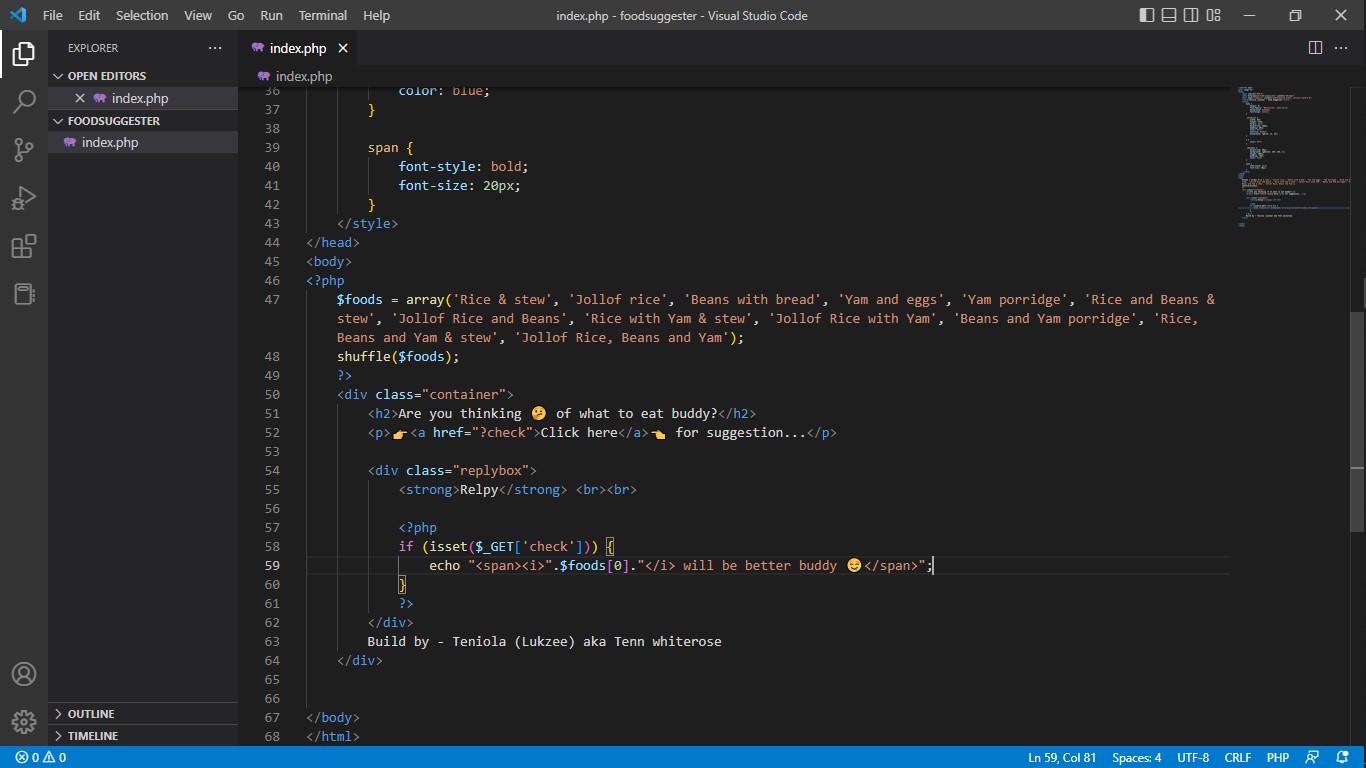 File Edit Selection View Go Run Terminal Help index.php - foodsuggester - Visual Studio Code
EXPLORER
OPEN EDITORS
index.php
FOODSUGGESTER
index.php
OUTLINE
TIMELINE
index.php
index.php
36 color: blue;
37 }
38
39 span {
40 font-style: bold;
41 font-size: 20px;
42 }
43 </style>
44 </head>
45 <body>
46 <?php
47 $foods = array('Rice & stew', 'Jollof rice', 'Beans with bread', 'Yam and eggs', 'Yam porridge', 'Rice and Beans &
stew', 'Jollof Rice and Beans', 'Rice with Yam & stew', 'Jollof Rice with Yam', 'Beans and Yam porridge', 'Rice,
Beans and Yam & stew', 'Jollof Rice, Beans and Yam');
48 shuffle($foods);
49 ?>
50 <div class="container">
51 <h2>Are you thinking 🤔 of what to eat buddy?</h2>
52 <p>👉<a href="?check">Click here</a>👈 for suggestion...</p>
53
54 <div class="replybox">
55 <strong>Relpy</strong> <br><br>
56
57 <?php
58 if (isset($_GET['check'])) {
59 echo "<span><i>".$foods[0]."</i> will be better buddy 😁</span>";
60 }
61 ?>
62 </div>
63 Build by - Teniola (Lukzee) aka Tenn whiterose
64 </div>
65
66
67 </body>
68 </html>
0 0 Ln 59, Col 81 Spaces: 4 UTF-8 CRLF PHP